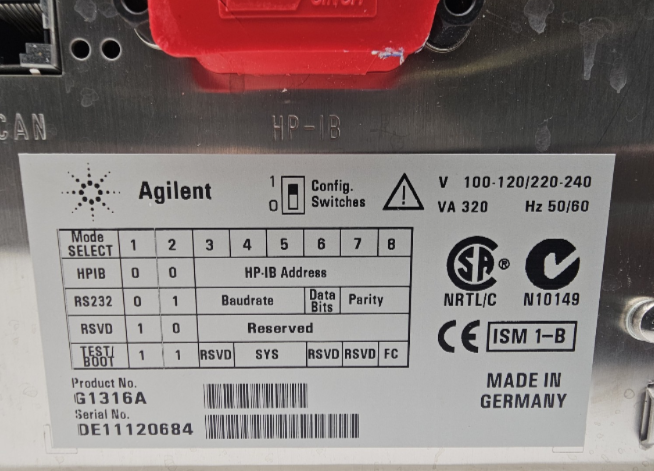 CAN
HP-IB
Agilent
1
0
Config.
Switches
V 100-120/220-240
VA 320 Hz 50/60
Mode
SELECT 1 2 3 4 5 6 7 8
HPIB 0 0 HP-IB Address
RS232 0 1 Baudrate Data Bits Parity
RSVD 1 0 Reserved
TEST/
BOOT 1 1 RSVD SYS RSVD RSVD FC
SA ®
NRTL/C N10149
CE ISM 1-B
Product No.
G1316A
Serial No.
DE11120684
MADE IN
GERMANY